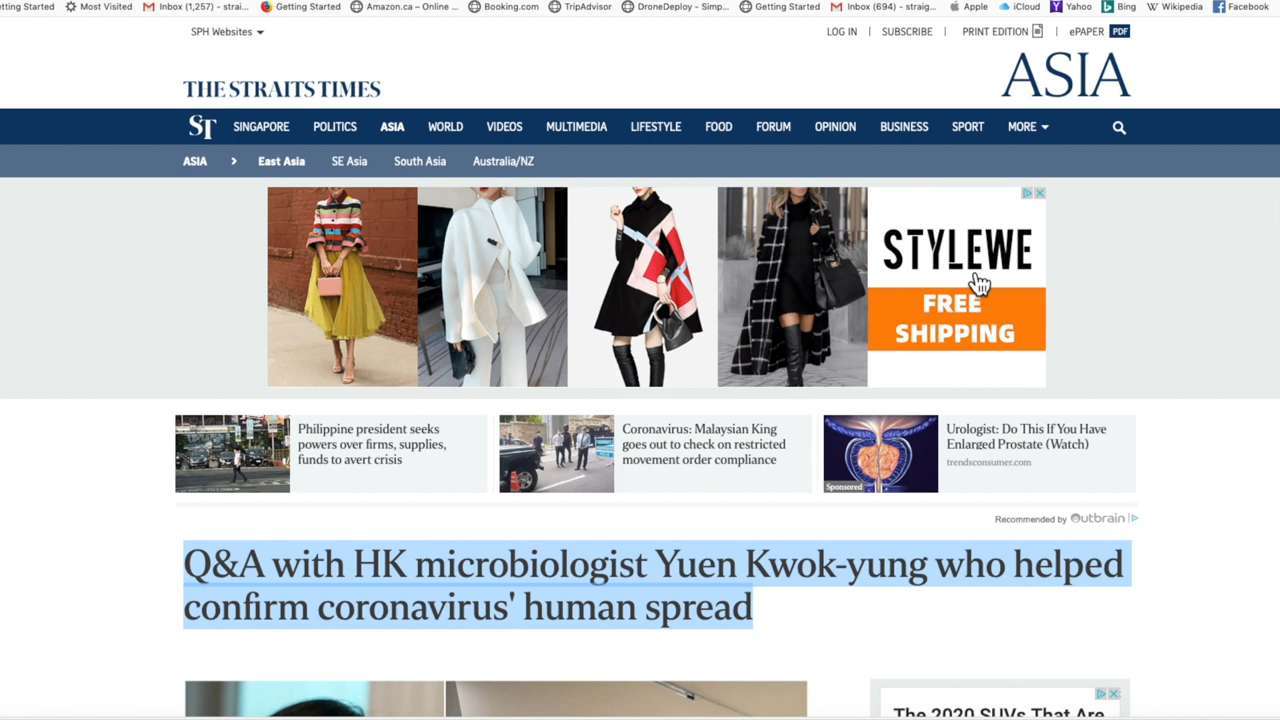 etting Started Most Visited Inbox (1,257) - strai... Getting Started Amazon.ca – Online ... Booking.com TripAdvisor DroneDeploy - Simp... Getting Started Inbox (694) - straig... Apple iCloud Yahoo Bing Wikipedia Facebook
SPH Websites
LOG IN | SUBSCRIBE | PRINT EDITION | ePAPER PDF
THE STRAITS TIMES
ASIA
ST SINGAPORE POLITICS ASIA WORLD VIDEOS MULTIMEDIA LIFESTYLE FOOD FORUM OPINION BUSINESS SPORT MORE
ASIA > East Asia SE Asia South Asia Australia/NZ
STYLEWE
FREE
SHIPPING
Philippine president seeks
powers over firms, supplies,
funds to avert crisis
Coronavirus: Malaysian King
goes out to check on restricted
movement order compliance
Sponsored
Urologist: Do This If You Have
Enlarged Prostate (Watch)
trendsconsumer.com
Recommended by Outbrain
Q&A with HK microbiologist Yuen Kwok-yung who helped
confirm coronavirus' human spread
The 2020 SUVs That Are